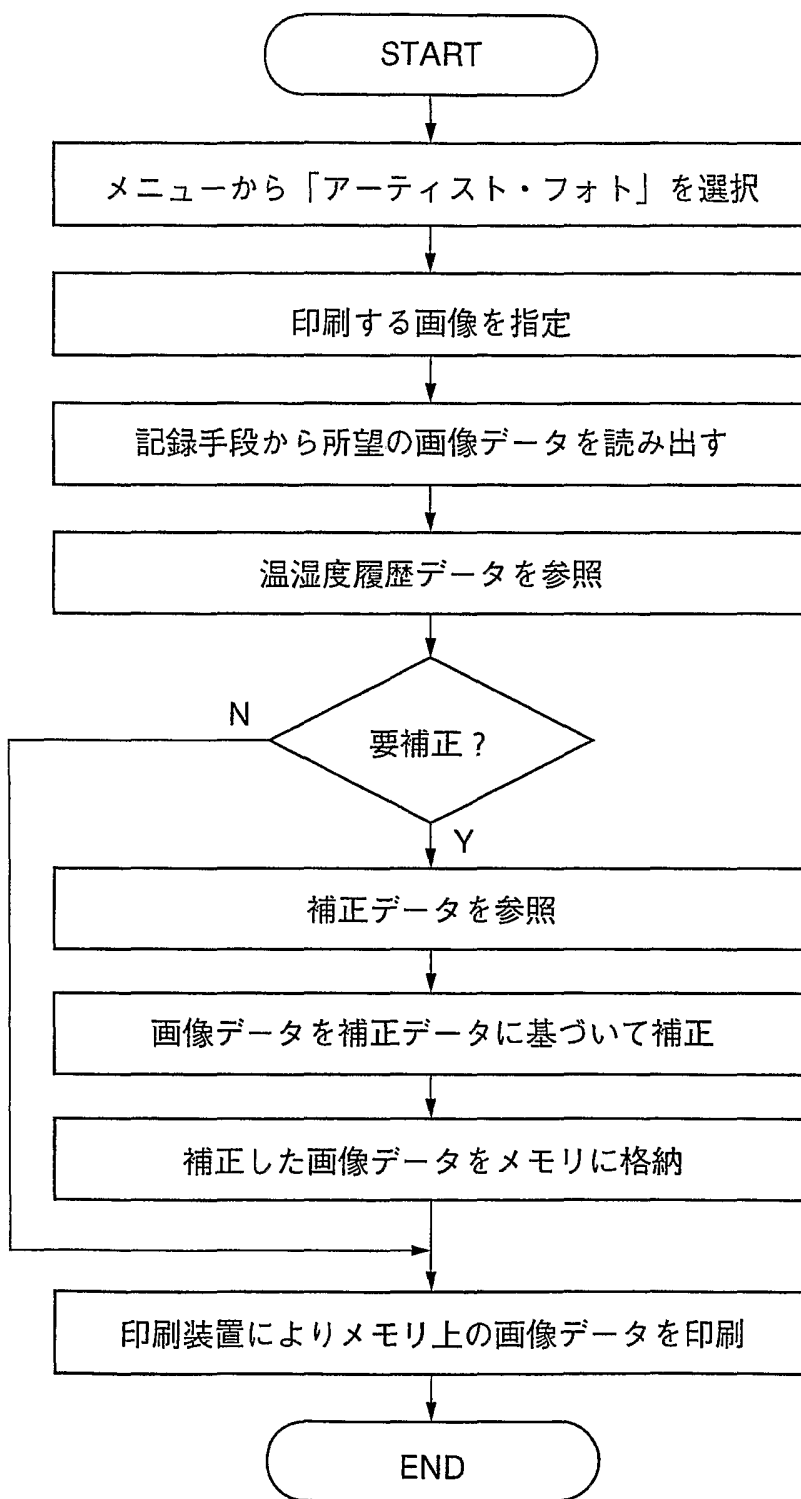 START
メニューから「アーティスト・フォト」を選択
印刷する画像を指定
記録手段から所望の画像データを読み出す
温湿度履歴データを参照
要補正?
N
Y
補正データを参照
画像データを補正データに基づいて補正
補正した画像データをメモリに格納
印刷装置によりメモリ上の画像データを印刷
END